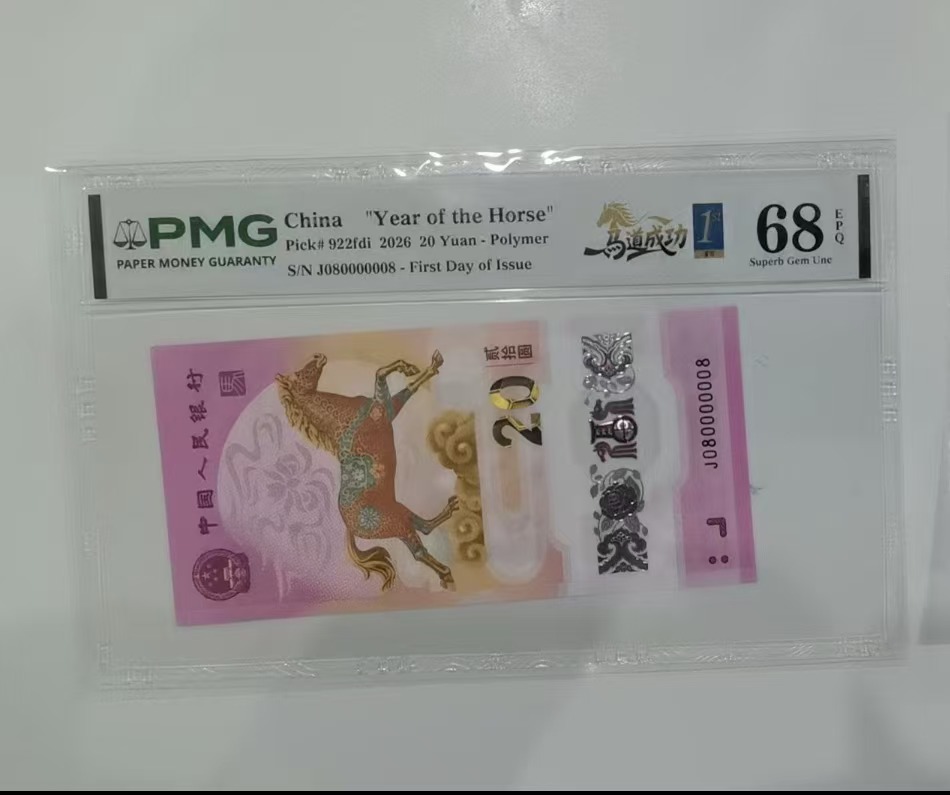 PMG
PAPER MONEY GUARANTY
China "Year of the Horse"
Pick# 922fdi 2026 20 Yuan - Polymer
S/N J080000008 - First Day of Issue
马道成功
1ST
68
EPQ
Superb Gem Unc
中国人民银行
贰拾圆
20
福
J080000008